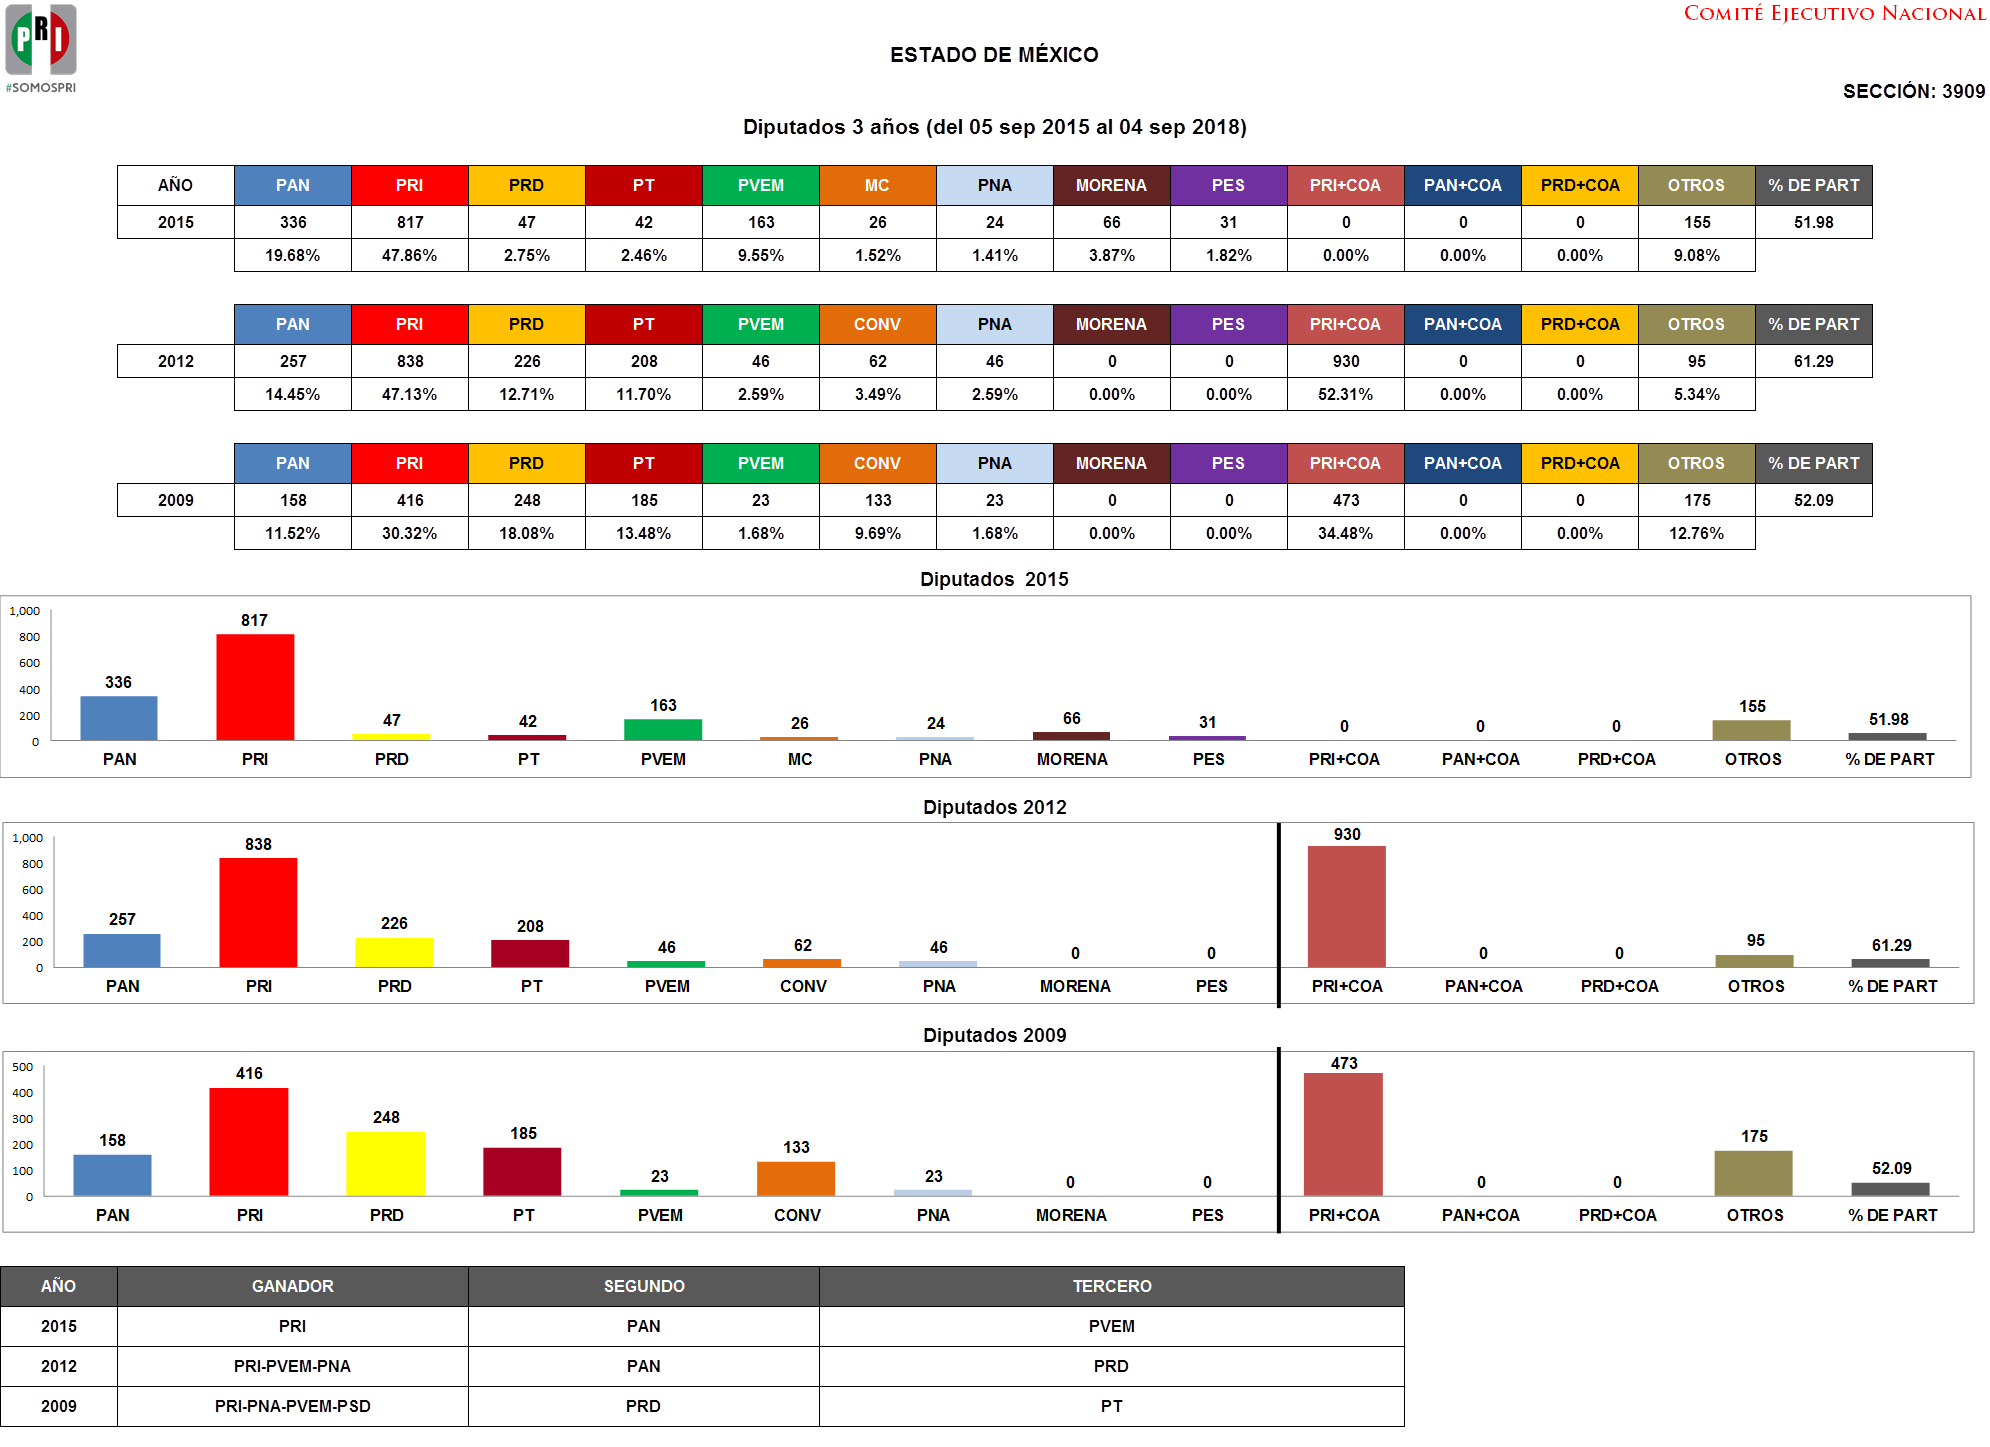 PRI
#SOMOSPRI
COMITÉ EJECUTIVO NACIONAL
ESTADO DE MÉXICO
SECCIÓN: 3909
Diputados 3 años (del 05 sep 2015 al 04 sep 2018)
AÑO PAN PRI PRD PT PVEM MC PNA MORENA PES PRI+COA PAN+COA PRD+COA OTROS % DE PART
2015 336 817 47 42 163 26 24 66 31 0 0 0 155 51.98
19.68% 47.86% 2.75% 2.46% 9.55% 1.52% 1.41% 3.87% 1.82% 0.00% 0.00% 0.00% 9.08%
PAN PRI PRD PT PVEM CONV PNA MORENA PES PRI+COA PAN+COA PRD+COA OTROS % DE PART
2012 257 838 226 208 46 62 46 0 0 930 0 0 95 61.29
14.45% 47.13% 12.71% 11.70% 2.59% 3.49% 2.59% 0.00% 0.00% 52.31% 0.00% 0.00% 5.34%
PAN PRI PRD PT PVEM CONV PNA MORENA PES PRI+COA PAN+COA PRD+COA OTROS % DE PART
2009 158 416 248 185 23 133 23 0 0 473 0 0 175 52.09
11.52% 30.32% 18.08% 13.48% 1.68% 9.69% 1.68% 0.00% 0.00% 34.48% 0.00% 0.00% 12.76%
Diputados 2015
1,000
800
600
400
200
0
336 817 47 42 163 26 24 66 31 0 0 0 155 51.98
PAN PRI PRD PT PVEM MC PNA MORENA PES PRI+COA PAN+COA PRD+COA OTROS % DE PART
Diputados 2012
1,000
800
600
400
200
0
257 838 226 208 46 62 46 0 0 930 0 0 95 61.29
PAN PRI PRD PT PVEM CONV PNA MORENA PES PRI+COA PAN+COA PRD+COA OTROS % DE PART
Diputados 2009
500
400
300
200
100
0
158 416 248 185 23 133 23 0 0 473 0 0 175 52.09
PAN PRI PRD PT PVEM CONV PNA MORENA PES PRI+COA PAN+COA PRD+COA OTROS % DE PART
AÑO GANADOR SEGUNDO TERCERO
2015 PRI PAN PVEM
2012 PRI-PVEM-PNA PAN PRD
2009 PRI-PNA-PVEM-PSD PRD PT